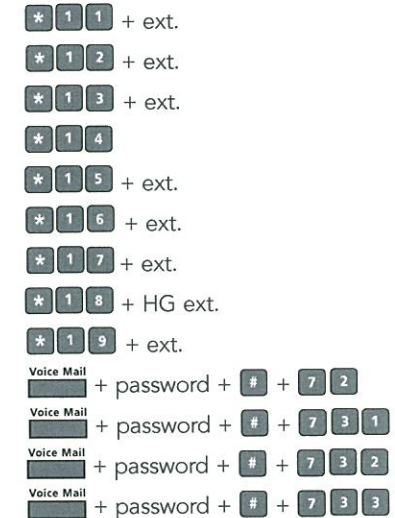 * 1 1 + ext.
* 1 2 + ext.
* 1 3 + ext.
* 1 4
* 1 5 + ext.
* 1 6 + ext.
* 1 7 + ext.
* 1 8 + HG ext.
* 1 9 + ext.
Voice Mail
+ password + # + 7 2
Voice Mail
+ password + # + 7 3 1
Voice Mail
+ password + # + 7 3 2
Voice Mail
+ password + # + 7 3 3